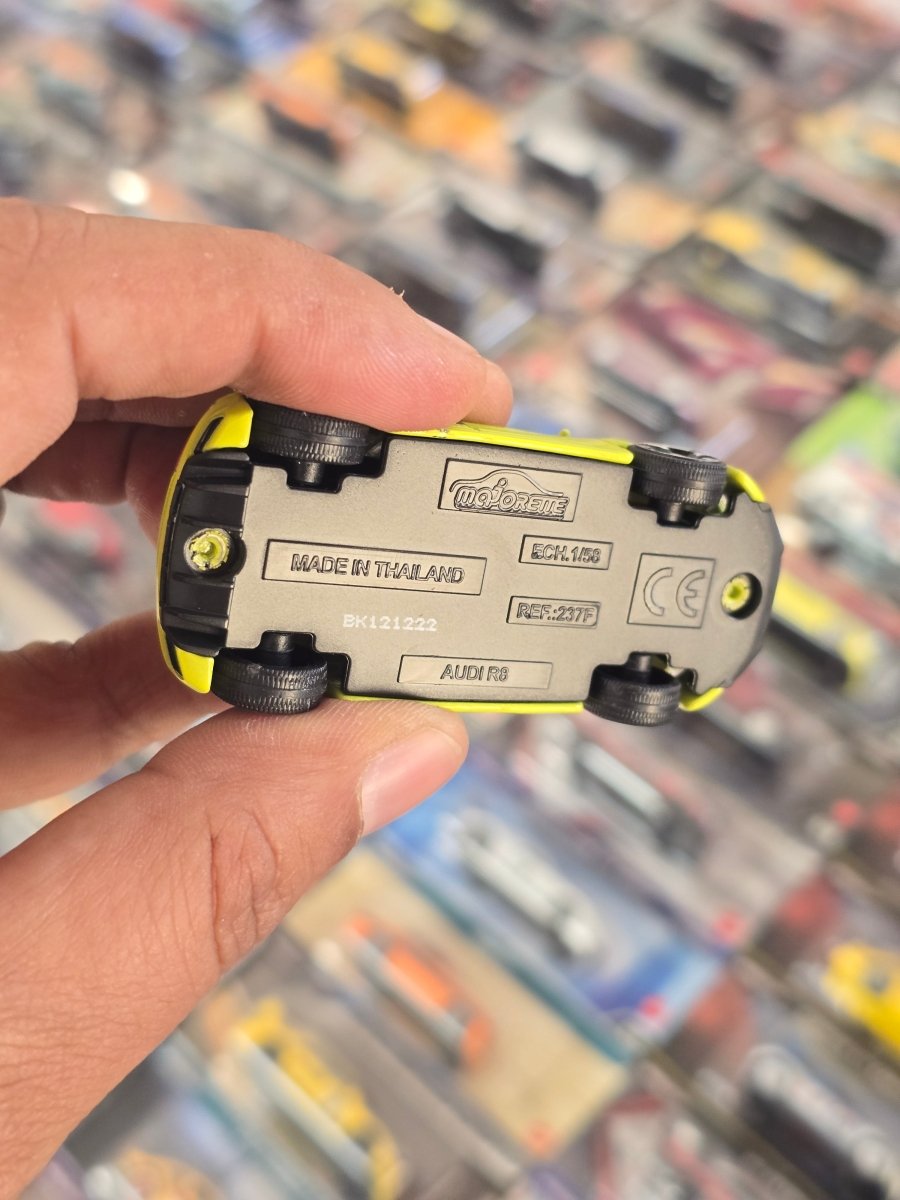 MAJORETTE
ECH.1/58
MADE IN THAILAND
CE
REF.:237F
BK121222
AUDI R8